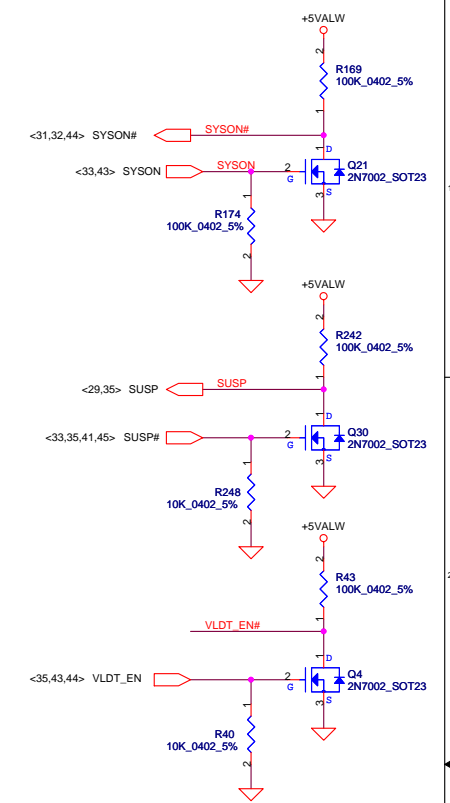 +5VALW
2
R169
100K_0402_5%
1
<31,32,44> SYSON#
SYSON#
1
D
<33,43> SYSON
SYSON
2
G
Q21
2N7002_SOT23
3
S
1
R174
100K_0402_5%
2
+5VALW
2
R242
100K_0402_5%
1
<29,35> SUSP
SUSP
1
D
<33,35,41,45> SUSP#
2
G
Q30
2N7002_SOT23
3
S
1
R248
10K_0402_5%
2
+5VALW
2
R43
100K_0402_5%
1
VLDT_EN#
1
D
<35,43,44> VLDT_EN
2
G
Q4
2N7002_SOT23
3
S
1
R40
10K_0402_5%
2